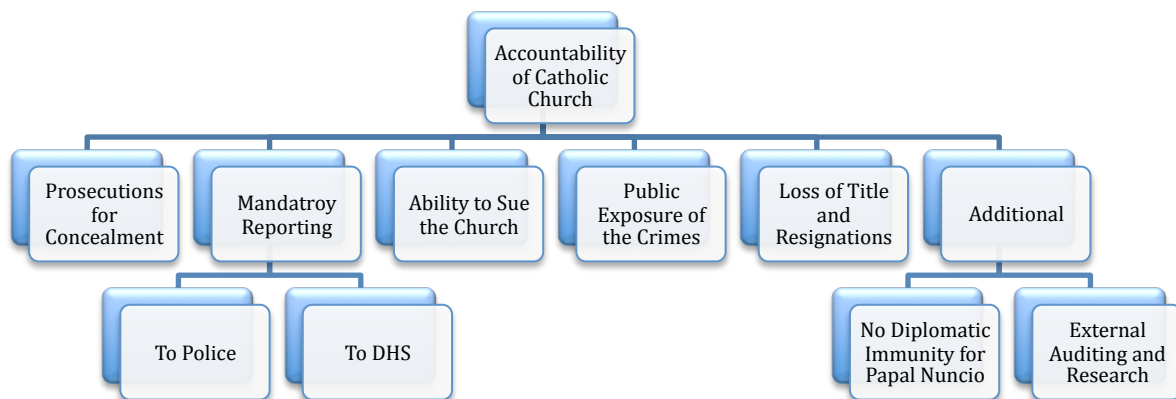 Accountability
of Catholic
Church
Prosecutions
for
Concealment
Mandatroy
Reporting
Ability to Sue
the Church
Public
Exposure of
the Crimes
Loss of Title
and
Resignations
Additional
To Police
To DHS
No Diplomatic
Immunity for
Papal Nuncio
External
Auditing and
Research